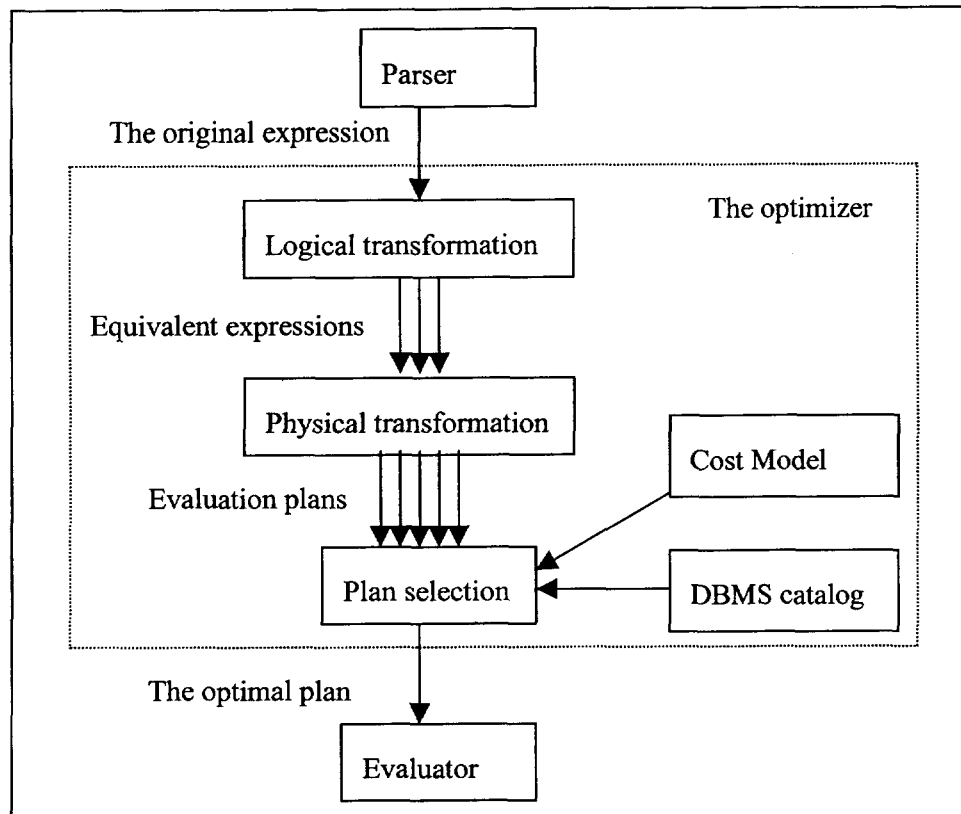 Parser
The original expression
The optimizer
Logical transformation
Equivalent expressions
Physical transformation
Cost Model
Evaluation plans
Plan selection
DBMS catalog
The optimal plan
Evaluator